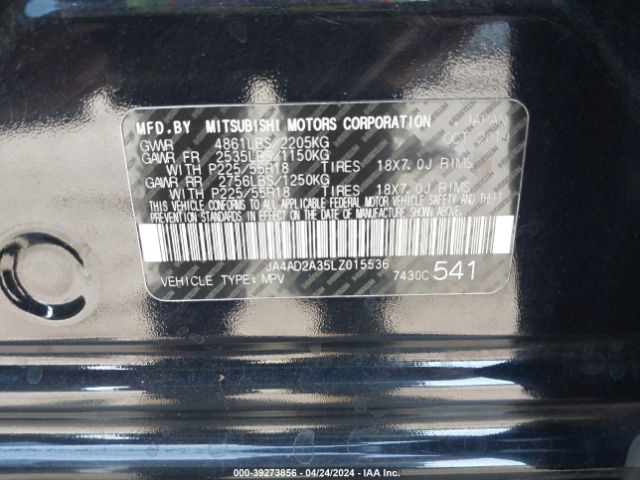 MFD.BY MITSUBISHI MOTORS CORPORATION JAPAN
GVWR 4861LBS/2205KG OCT
GAWR FR 2535LBS/1150KG
WITH P225/55R18 TIRES 18X7.0J RIMS
GAWR RR 2756LBS/1250KG
WITH P225/55R18 TIRES 18X7.0J RIMS
THIS VEHICLE CONFORMS TO ALL APPLICABLE FEDERAL MOTOR VEHICLE
SAFETY, BUMPER, AND THEFT PREVENTION STANDARDS IN EFFECT ON THE
DATE OF MANUFACTURE SHOWN ABOVE.
JA4AD2A35LZ015536
VEHICLE TYPE: MPV 7430C 541
000-39273856 - 04/24/2024 - IAA Inc.